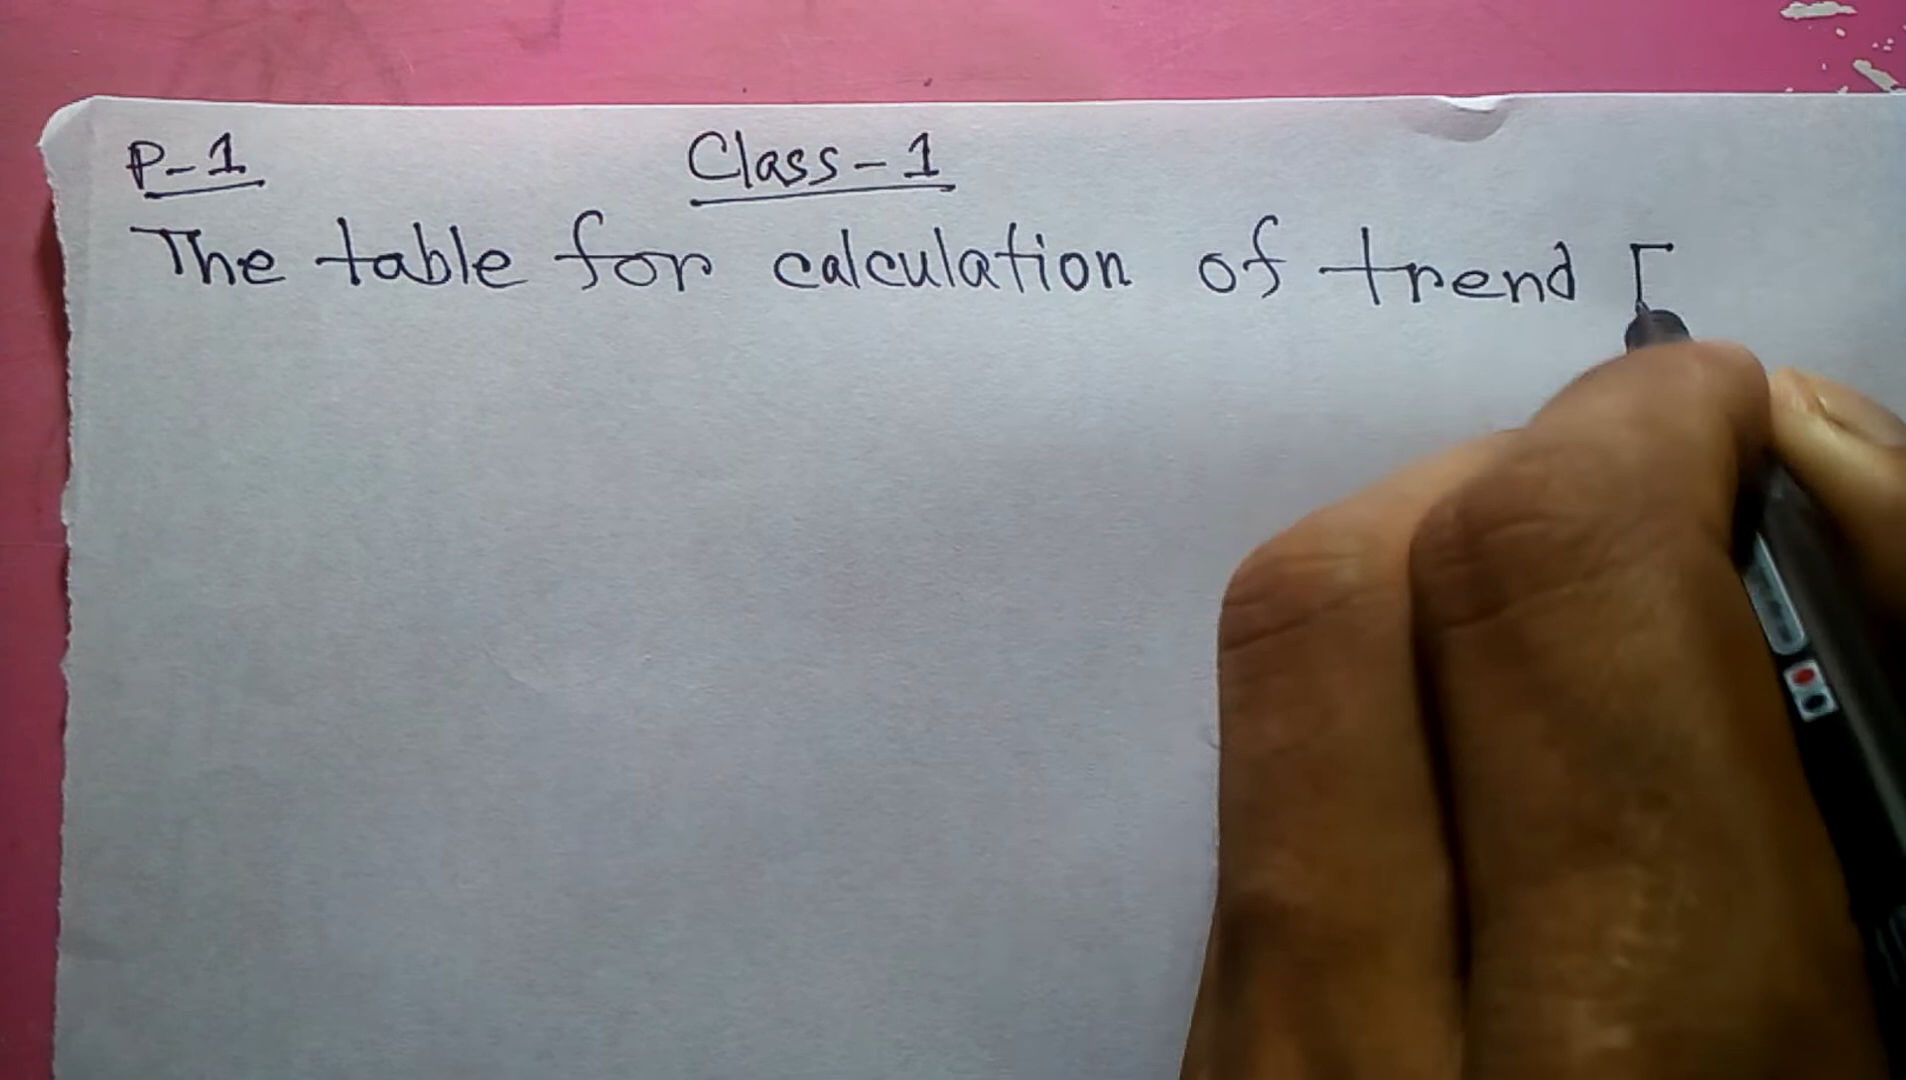 P-1
Class-1
The table for calculation of trend [